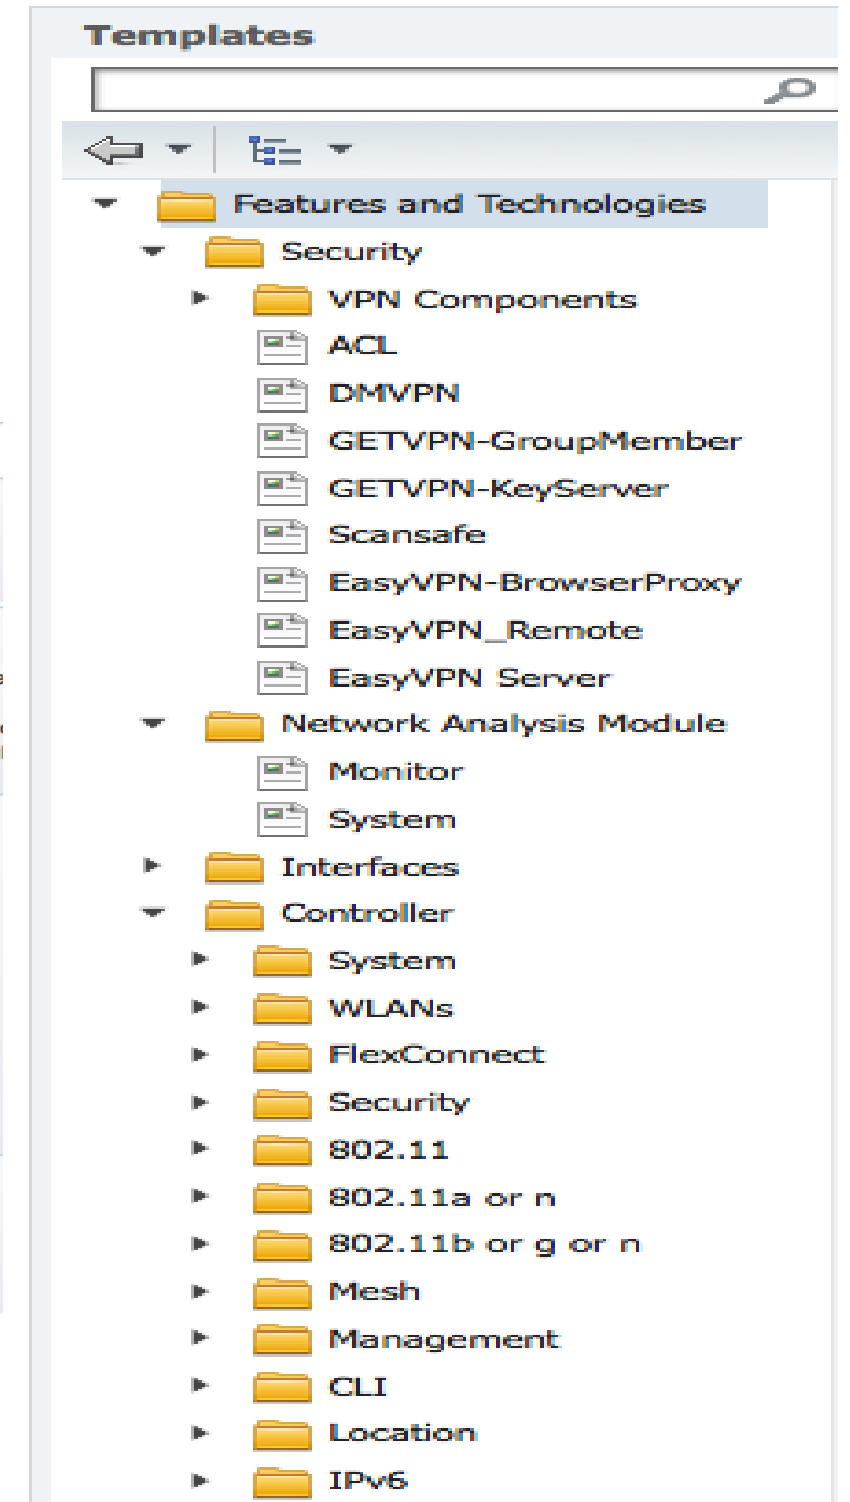 Templates
Features and Technologies
Security
VPN Components
ACL
DMVPN
GETVPN-GroupMember
GETVPN-KeyServer
Scansafe
EasyVPN-BrowserProxy
EasyVPN_Remote
EasyVPN Server
Network Analysis Module
Monitor
System
Interfaces
Controller
System
WLANs
FlexConnect
Security
802.11
802.11a or n
802.11b or g or n
Mesh
Management
CLI
Location
IPv6